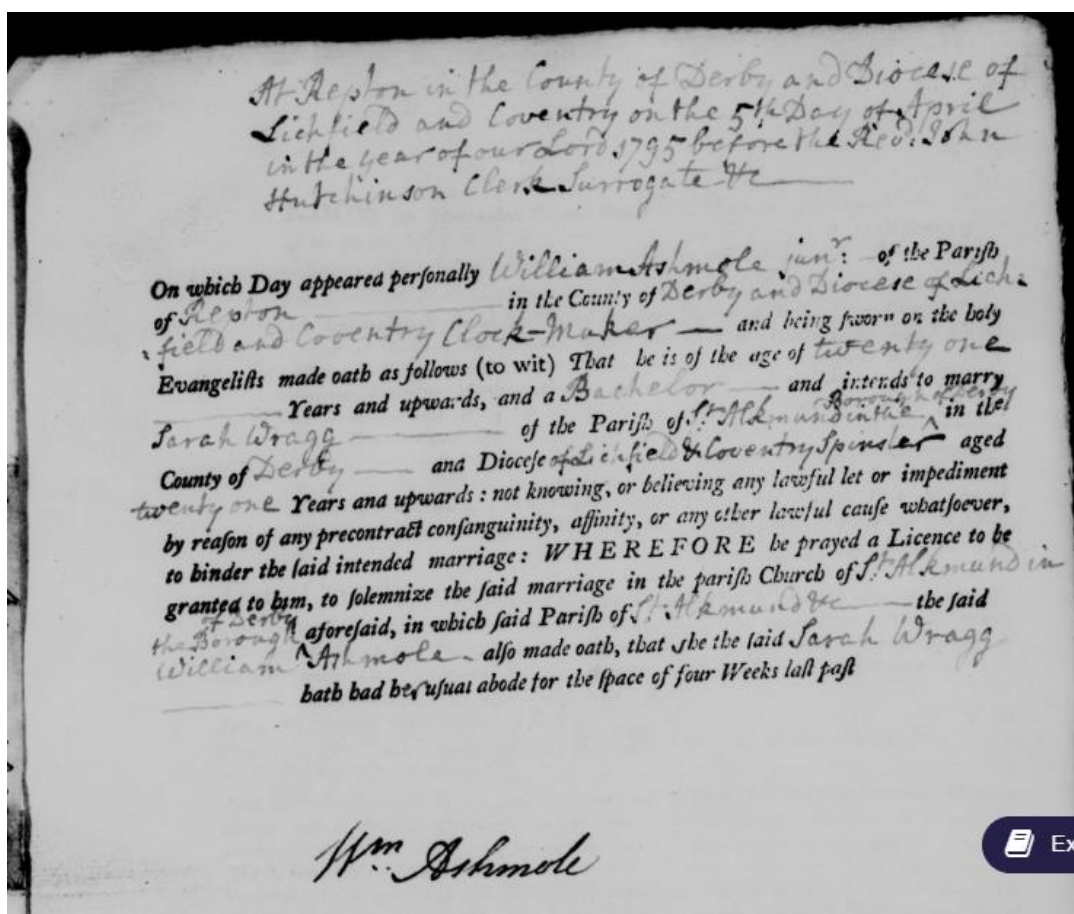 At Repton in the County of Derby and Diocese of
Lichfield and Coventry on the 5th Day of April
in the year of our Lord 1795 before the Revd. John
Hutchinson Clerk Surrogate &c
On which Day appeared perſonally William Ashmole junr: of the Pariſh
of Repton in the County of Derby and Diocese of Lich-
field and Coventry Clock-Maker and being ſworn on the holy
Evangeliſts made oath as follows (to wit) That he is of the age of twenty one
Years and upwards, and a Bachelor and intends to marry
Borough of Derby
Sarah Wragg of the Pariſh of St. Alkmund in the ^ in the
County of Derby and Dioceſe of Lichfield & Coventry Spinster aged
twenty one Years and upwards: not knowing, or believing any lawful let or impediment
by reaſon of any precontract conſanguinity, affinity, or any other lawful cauſe whatſoever,
to hinder the ſaid intended marriage: WHEREFORE he prayed a Licence to be
granted to him, to ſolemnize the ſaid marriage in the pariſh Church of St. Alkmund in
of Derby
the Borough ^ aforeſaid, in which ſaid Pariſh of St. Alkmund &c the ſaid
William Ashmole also made oath, that ſhe the ſaid Sarah Wragg
hath had her uſual abode for the ſpace of four Weeks laſt paſt
Wm. Ashmole
Ex